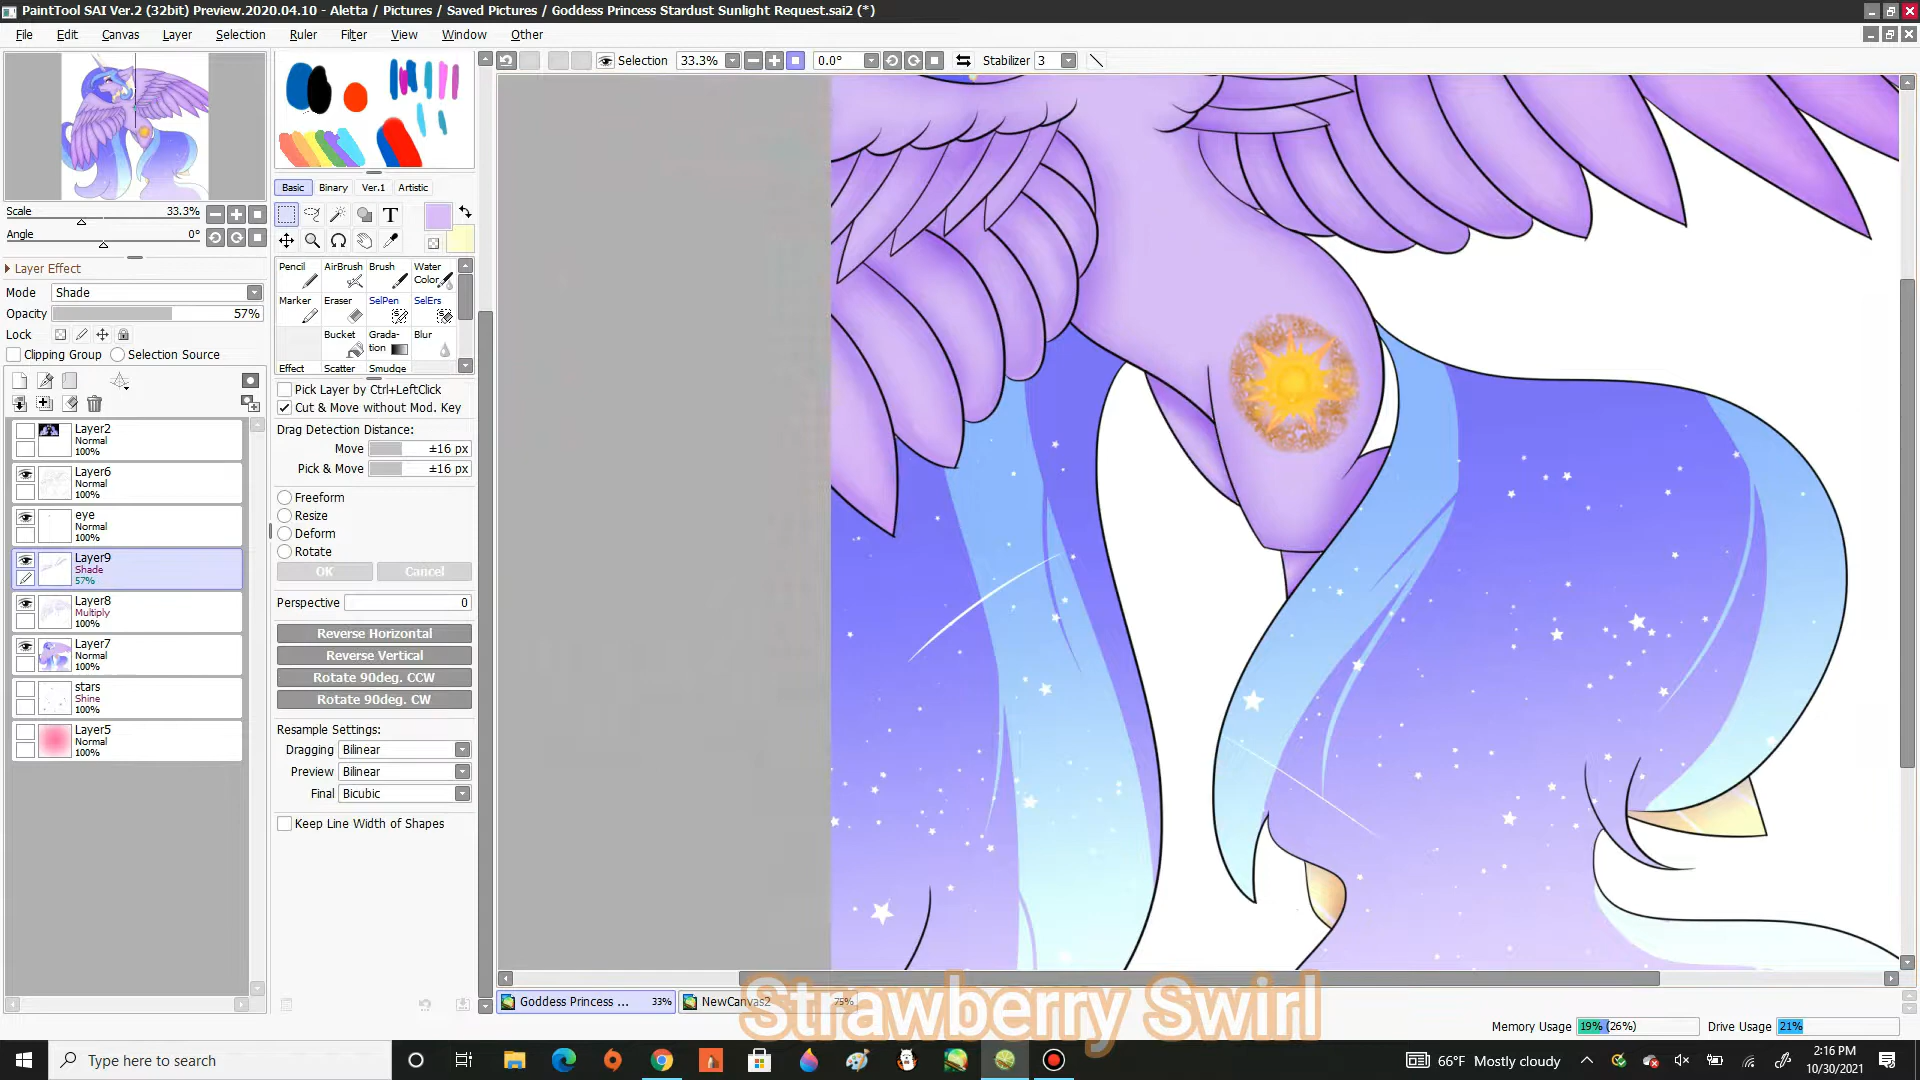 PaintTool SAI Ver.2 (32bit) Preview.2020.04.10 - Aletta / Pictures / Saved Pictures / Goddess Princess Stardust Sunlight Request.sai2 (*)
File Edit Canvas Layer Selection Ruler Filter View Window Other
Selection 33.3% 0.0° Stabilizer 3
Scale 33.3%
Angle 0°
Layer Effect
Mode Shade
Opacity 57%
Lock
Clipping Group Selection Source
Layer2
Normal
100%
Layer6
Normal
100%
eye
Normal
100%
Layer9
Shade
57%
Layer8
Multiply
100%
Layer7
Normal
100%
stars
Shine
100%
Layer5
Normal
100%
Basic Binary Ver.1 Artistic
T
Pencil AirBrush Brush Water Color
Marker Eraser SelPen SelErs
Bucket Grada-tion Blur
Effect Scatter Smudge
Pick Layer by Ctrl+LeftClick
Cut & Move without Mod. Key
Drag Detection Distance:
Move ±16 px
Pick & Move ±16 px
Freeform
Resize
Deform
Rotate
OK Cancel
Perspective 0
Reverse Horizontal
Reverse Vertical
Rotate 90deg. CCW
Rotate 90deg. CW
Resample Settings:
Dragging Bilinear
Preview Bilinear
Final Bicubic
Keep Line Width of Shapes
Goddess Princess ... 33% NewCanvas2 75%
Strawberry Swirl
Memory Usage 19% (26%) Drive Usage 21%
Type here to search
66°F Mostly cloudy
2:16 PM
10/30/2021